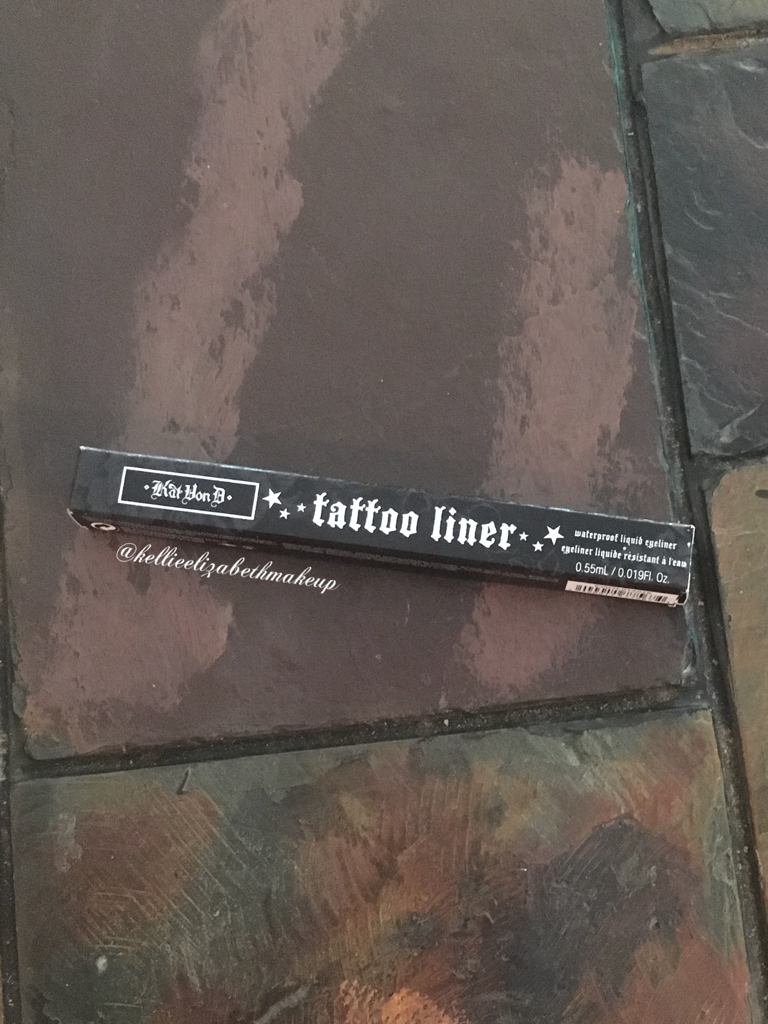 Kat Von D
tattoo liner
waterproof liquid eyeliner
eyeliner liquide résistant à l'eau
0.55mL / 0.019Fl. Oz.
@kellieelizabethmakeup